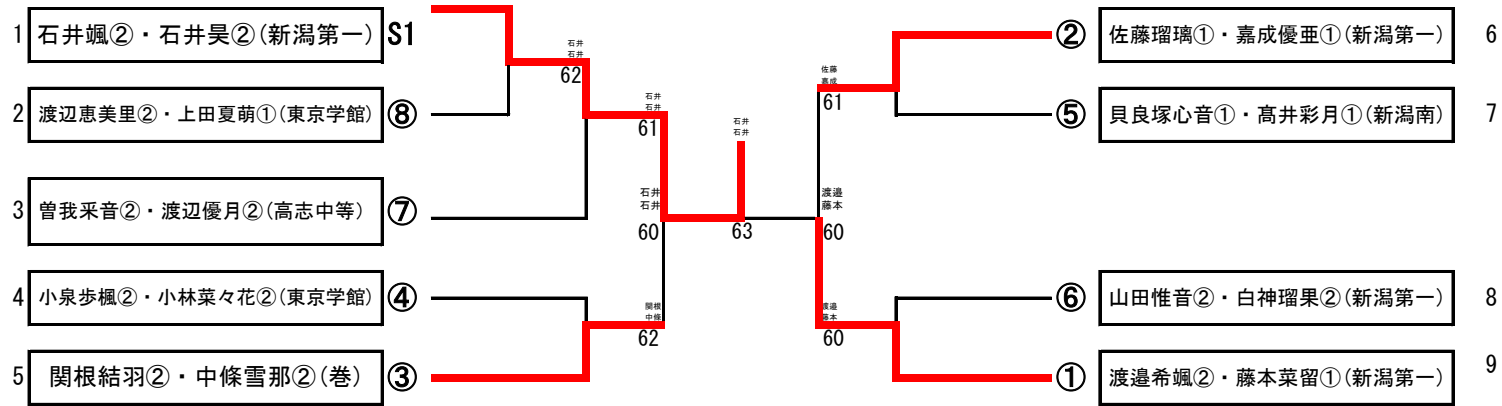 1 石井颯②・石井昊②(新潟第一) S1
2 渡辺恵美里②・上田夏萌①(東京学館) ⑧
3 曽我采音②・渡辺優月②(高志中等) ⑦
4 小泉歩楓②・小林菜々花②(東京学館) ④
5 関根結羽②・中條雪那②(巻) ③
石井
石井
62
石井
石井
61
石井
石井
60
関根
中條
62
石井
石井
63
佐藤
嘉成
61
渡邉
藤本
60
渡邉
藤本
60
② 佐藤瑠璃①・嘉成優亜①(新潟第一) 6
⑤ 貝良塚心音①・髙井彩月①(新潟南) 7
⑥ 山田惟音②・白神瑠果②(新潟第一) 8
① 渡邉希颯②・藤本菜留①(新潟第一) 9